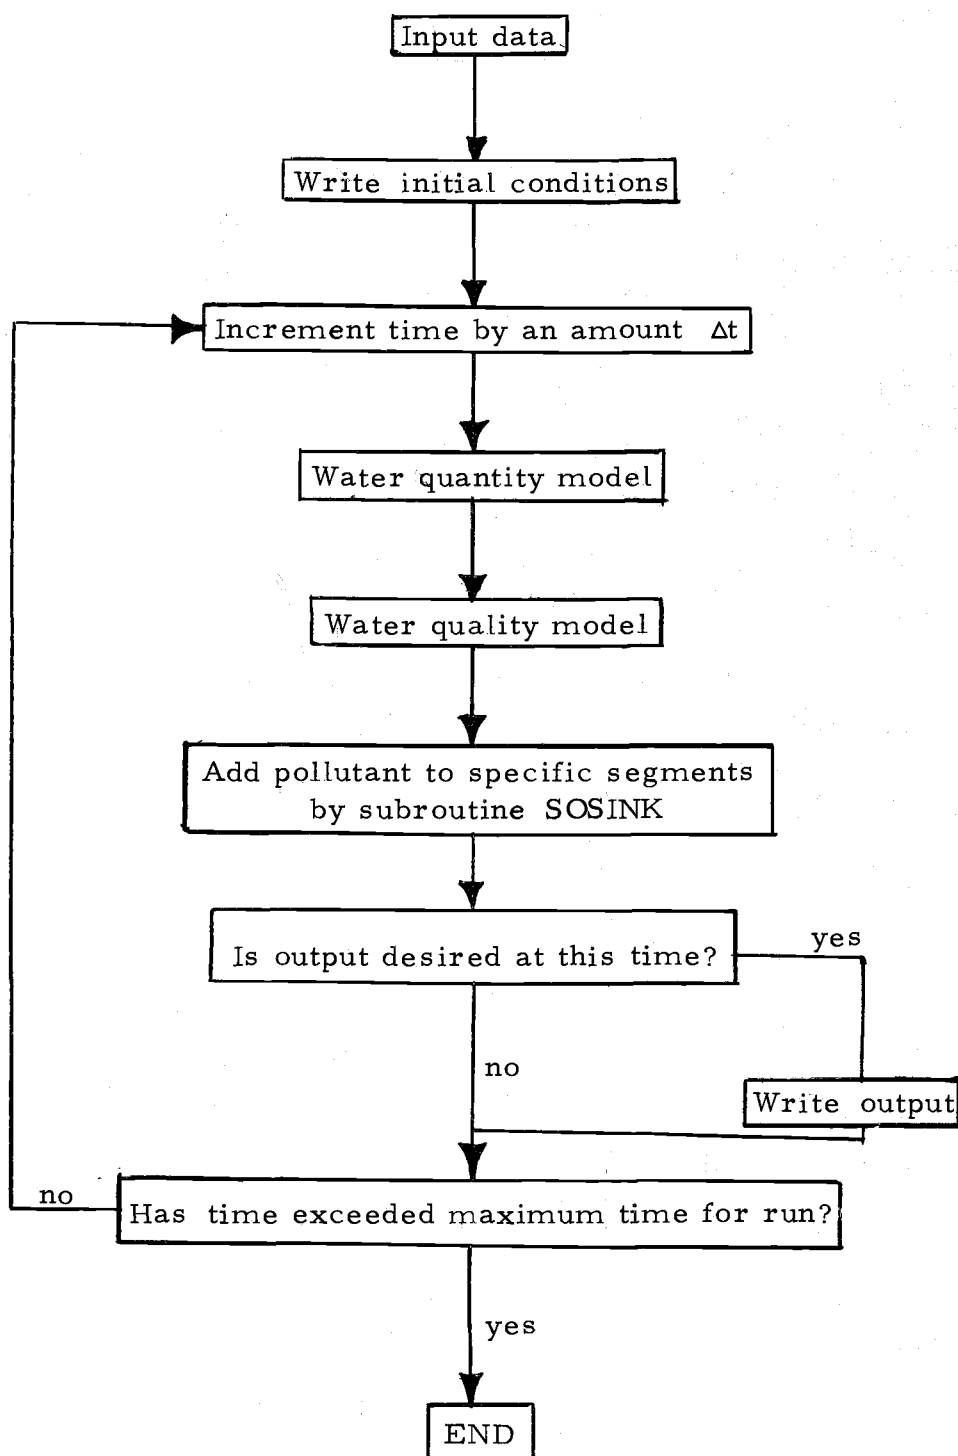 Input data
Write initial conditions
Increment time by an amount Δt
Water quantity model
Water quality model
Add pollutant to specific segments
by subroutine SOSINK
Is output desired at this time?
yes
no
Write output
no
Has time exceeded maximum time for run?
yes
END